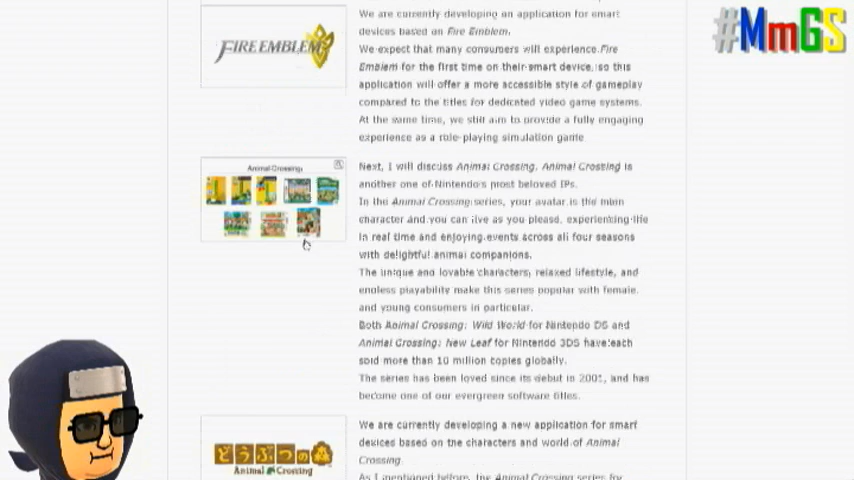 #MmGS
We are currently developing an application for smart
devices based on Fire Emblem.
FIRE EMBLEM
We expect that many consumers will experience Fire
Emblem for the first time on their smart device, so this
application will offer a more accessible style of gameplay
compared to the titles for dedicated video game systems.
At the same time, we still aim to provide a fully engaging
experience as a role-playing simulation game.
Animal Crossing
Next, I will discuss Animal Crossing. Animal Crossing is
another one of Nintendo's most beloved IPs.
In the Animal Crossing series, your avatar is the main
character and you can live as you please, experiencing life
in real time and enjoying events across all four seasons
with delightful animal companions.
The unique and lovable characters, relaxed lifestyle, and
endless playability make this series popular with female
and young consumers in particular.
Both Animal Crossing: Wild World for Nintendo DS and
Animal Crossing: New Leaf for Nintendo 3DS have each
sold more than 10 million copies globally.
The series has been loved since its debut in 2001, and has
become one of our evergreen software titles.
どうぶつの森
Animal Crossing
We are currently developing a new application for smart
devices based on the characters and world of Animal
Crossing.
As I mentioned before, the Animal Crossing series for